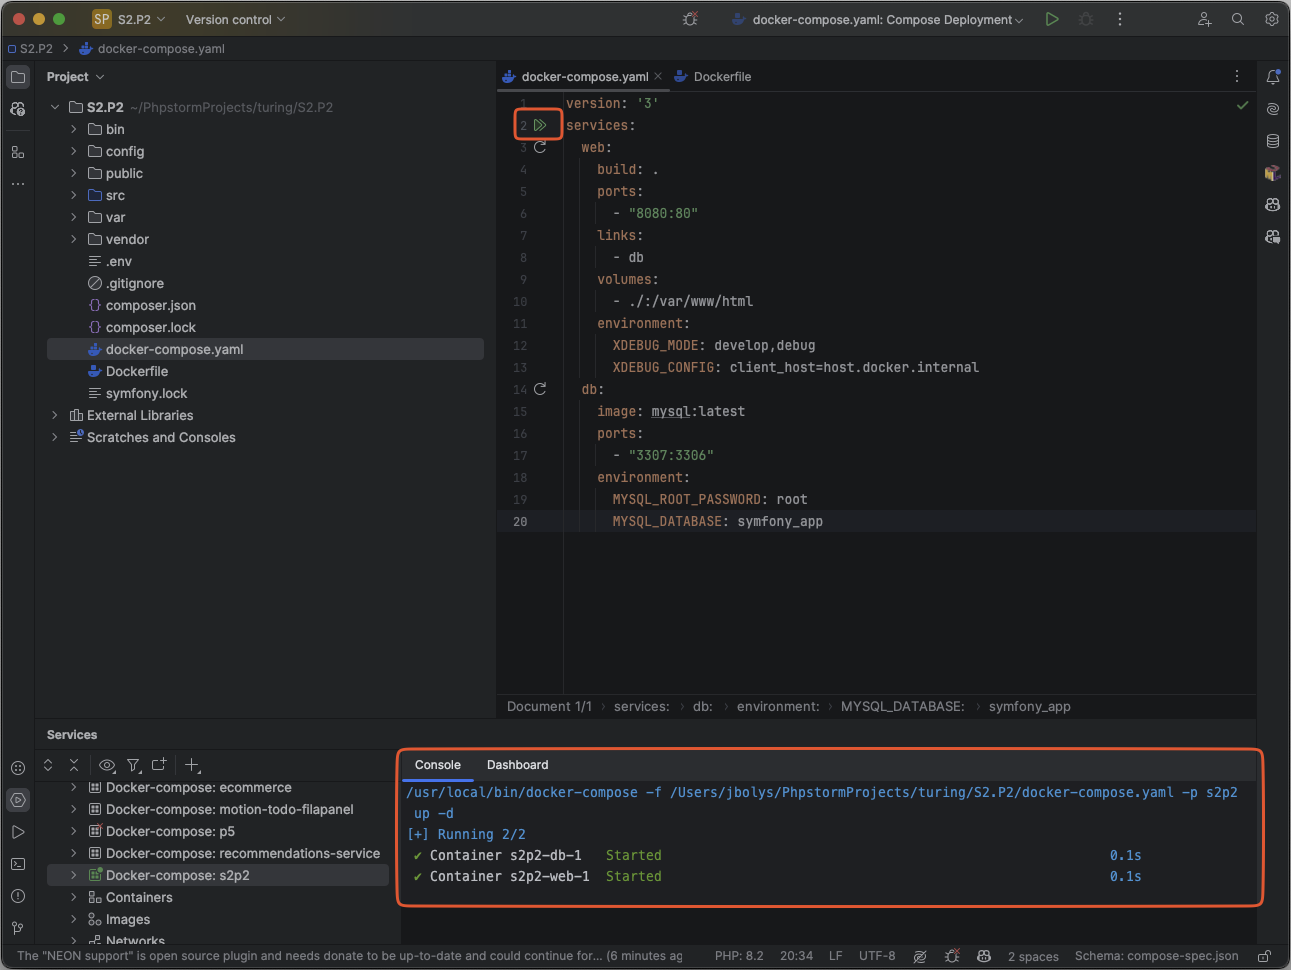 SP S2.P2 Version control docker-compose.yaml: Compose Deployment
S2.P2 docker-compose.yaml
Project
S2.P2 ~/PhpstormProjects/turing/S2.P2
bin
config
public
src
var
vendor
.env
.gitignore
composer.json
composer.lock
docker-compose.yaml
Dockerfile
symfony.lock
External Libraries
Scratches and Consoles
docker-compose.yaml Dockerfile
1 version: '3'
2 services:
3 web:
4 build: .
5 ports:
6 - "8080:80"
7 links:
8 - db
9 volumes:
10 - ./:/var/www/html
11 environment:
12 XDEBUG_MODE: develop,debug
13 XDEBUG_CONFIG: client_host=host.docker.internal
14 db:
15 image: mysql:latest
16 ports:
17 - "3307:3306"
18 environment:
19 MYSQL_ROOT_PASSWORD: root
20 MYSQL_DATABASE: symfony_app
Document 1/1 services: db: environment: MYSQL_DATABASE: symfony_app
Services
Docker-compose: ecommerce
Docker-compose: motion-todo-filapanel
Docker-compose: p5
Docker-compose: recommendations-service
Docker-compose: s2p2
Containers
Images
Networks
Console Dashboard
/usr/local/bin/docker-compose -f /Users/jbolys/PhpstormProjects/turing/S2.P2/docker-compose.yaml -p s2p2
up -d
[+] Running 2/2
✔ Container s2p2-db-1 Started 0.1s
✔ Container s2p2-web-1 Started 0.1s
The "NEON support" is open source plugin and needs donate to be up-to-date and could continue for... (6 minutes ag PHP: 8.2 20:34 LF UTF-8 2 spaces Schema: compose-spec.json